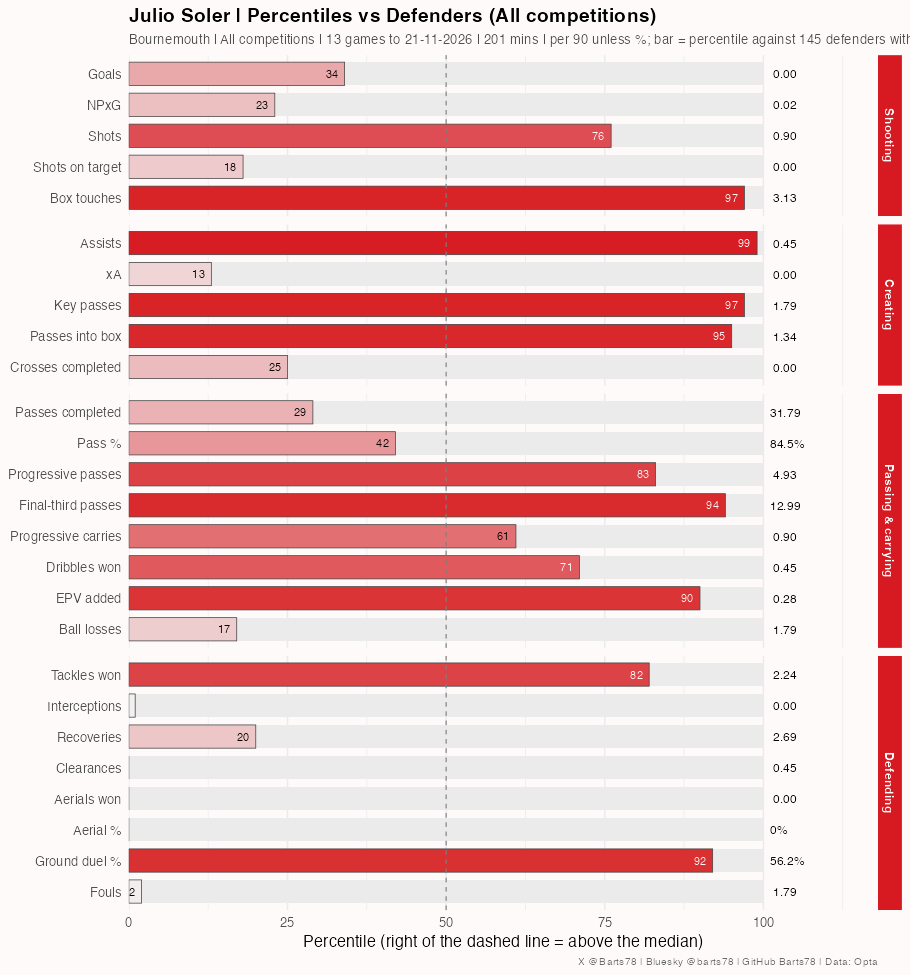 Julio Soler | Percentiles vs Defenders (All competitions)
Bournemouth | All competitions | 13 games to 21-11-2026 | 201 mins | per 90 unless %; bar = percentile against 145 defenders with
Goals 34 0.00
NPxG 23 0.02
Shots 76 0.90
Shots on target 18 0.00
Box touches 97 3.13
Shooting
Assists 99 0.45
xA 13 0.00
Key passes 97 1.79
Passes into box 95 1.34
Crosses completed 25 0.00
Creating
Passes completed 29 31.79
Pass % 42 84.5%
Progressive passes 83 4.93
Final-third passes 94 12.99
Progressive carries 61 0.90
Dribbles won 71 0.45
EPV added 90 0.28
Ball losses 17 1.79
Passing & carrying
Tackles won 82 2.24
Interceptions 0.00
Recoveries 20 2.69
Clearances 0.45
Aerials won 0.00
Aerial % 0%
Ground duel % 92 56.2%
Fouls 2 1.79
Defending
0 25 50 75 100
Percentile (right of the dashed line = above the median)
X @Barts78 | Bluesky @barts78 | GitHub Barts78 | Data: Opta